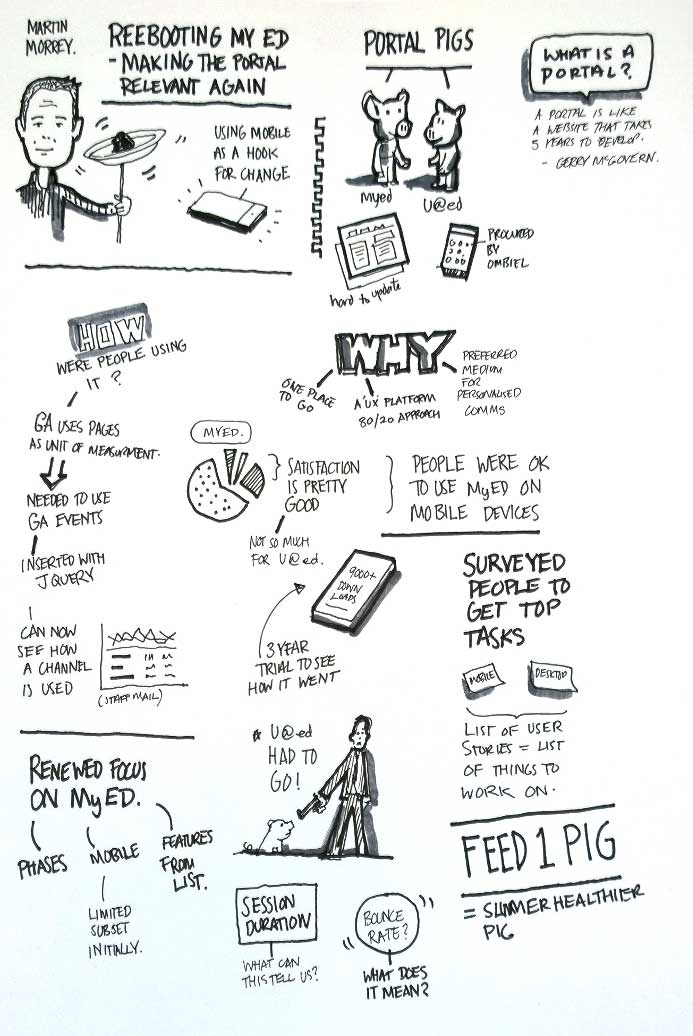 MARTIN
MORREY.
REEBOOTING MY ED
- MAKING THE PORTAL
RELEVANT AGAIN
USING MOBILE
AS A HOOK
FOR CHANGE
PORTAL PIGS
Myed
U@ed
hard to update
PRODUCED
BY
OMBIEL
WHAT IS A
PORTAL?
A PORTAL IS LIKE
A WEBSITE THAT TAKES
5 YEARS TO DEVELOP.
- GERRY McGOVERN.
HOW
WERE PEOPLE USING
IT?
GA USES PAGES
AS UNIT OF MEASURMENT.
NEEDED TO USE
GA EVENTS
INSERTED WITH
JQUERY
CAN NOW
SEE HOW
A CHANNEL
IS USED
(STAFFMAIL)
WHY
ONE PLACE
TO GO
A 'UX' PLATFORM
80/20 APPROACH
PREFERRED
MEDIUM
FOR
PERSONALISED
COMMS
MYED.
SATISFACTION
IS PRETTY
GOOD
NOT SO MUCH
FOR U@ed.
PEOPLE WERE OK
TO USE MyED ON
MOBILE DEVICES
9000+
DOWN
LOADS
3 YEAR
TRIAL TO SEE
HOW IT WENT
SURVEYED
PEOPLE TO
GET TOP
TASKS
MOBILE
DESKTOP
LIST OF USER
STORIES = LIST
OF THINGS TO
WORK ON.
RENEWED FOCUS
ON MyED.
PHASES
MOBILE
FEATURES
FROM
LIST.
LIMITED
SUBSET
INITIALLY.
* U@ed
HAD TO
GO!
SESSION
DURATION
WHAT CAN
THIS TELL US?
BOUNCE
RATE?
WHAT DOES
IT MEAN?
FEED 1 PIG
= SLIMMER HEALTHIER
PIG